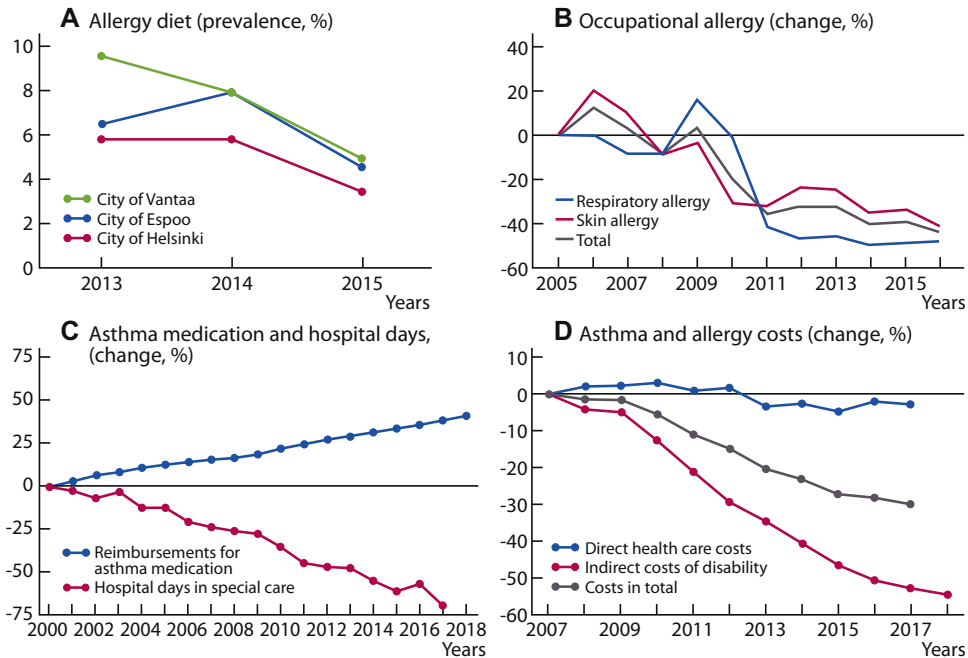 A Allergy diet (prevalence, %)
10
8
6
4
2
0
City of Vantaa
City of Espoo
City of Helsinki
2013 2014 2015
Years
B Occupational allergy (change, %)
40
20
0
-20
-40
-60
Respiratory allergy
Skin allergy
Total
2005 2007 2009 2011 2013 2015
Years
C Asthma medication and hospital days,
(change, %)
75
50
25
0
-25
-50
-75
Reimbursements for
asthma medication
Hospital days in special care
2000 2002 2004 2006 2008 2010 2012 2014 2016 2018
Years
D Asthma and allergy costs (change, %)
10
0
-10
-20
-30
-40
-50
-60
Direct health care costs
Indirect costs of disability
Costs in total
2007 2009 2011 2013 2015 2017
Years